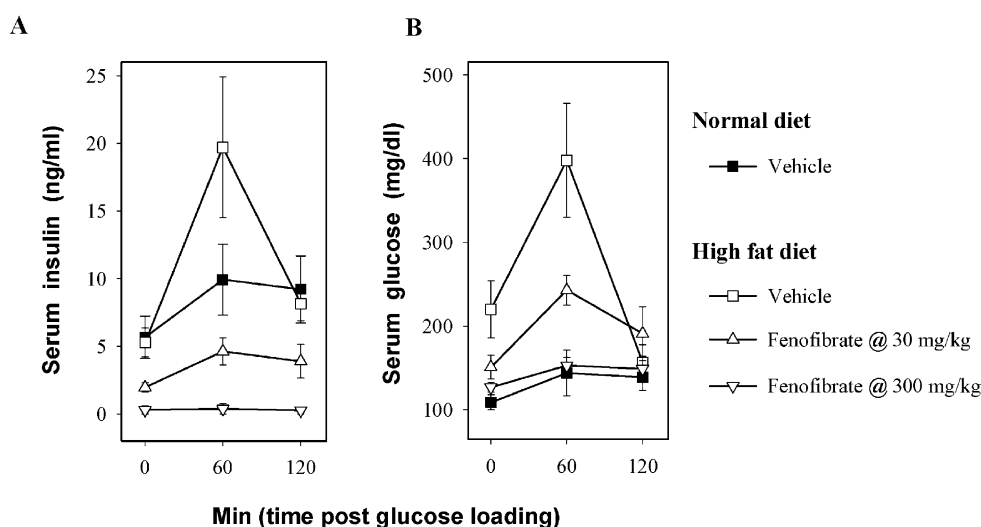 A
B
Serum insulin (ng/ml)
25
20
15
10
5
0
0 60 120
Serum glucose (mg/dl)
500
400
300
200
100
0 60 120
Min (time post glucose loading)
Normal diet
Vehicle
High fat diet
Vehicle
Fenofibrate @ 30 mg/kg
Fenofibrate @ 300 mg/kg